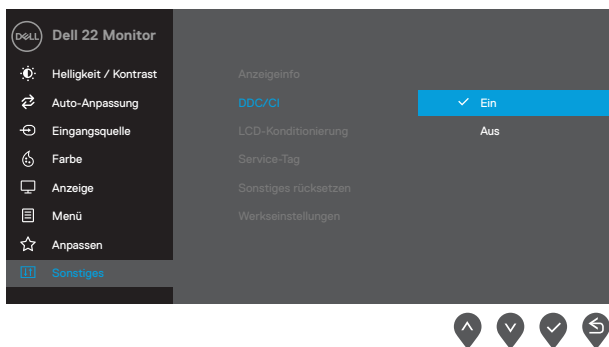 DELL Dell 22 Monitor
Helligkeit / Kontrast
Auto-Anpassung
Eingangsquelle
Farbe
Anzeige
Menü
Anpassen
Sonstiges
Anzeigeinfo
DDC/CI
LCD-Konditionierung
Service-Tag
Sonstiges rücksetzen
Werkseinstellungen
Ein
Aus